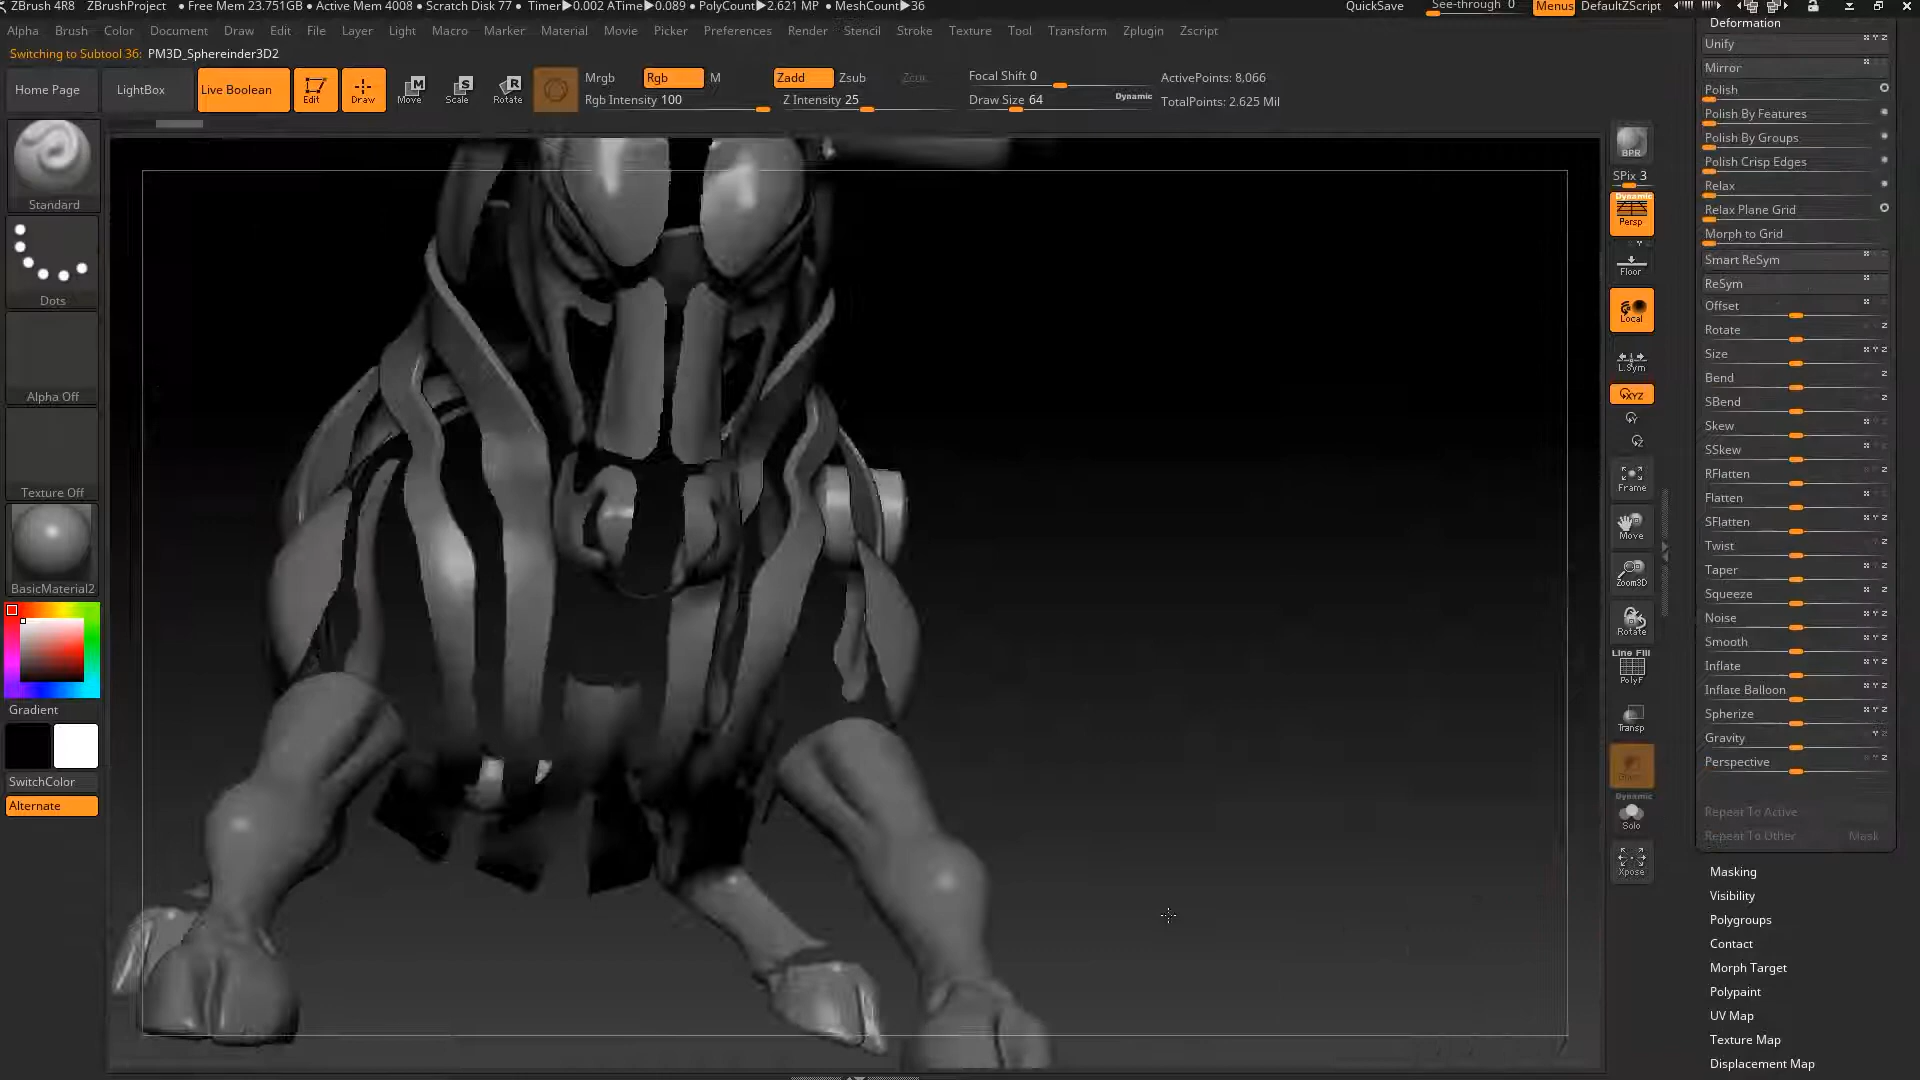 ZBrush 4R8 ZBrushProject • Free Mem 23.751GB • Active Mem 4008 • Scratch Disk 77 • Timer▶0.002 ATime▶0.089 • PolyCount▶2.621 MP • MeshCount▶36 QuickSave See-through 0 Menus DefaultZScript
Alpha Brush Color Document Draw Edit File Layer Light Macro Marker Material Movie Picker Preferences Render Stencil Stroke Texture Tool Transform Zplugin Zscript
Switching to Subtool 36: PM3D_Sphereinder3D2
Home Page LightBox Live Boolean Edit Draw Move Scale Rotate
Mrgb Rgb M Zadd Zsub
Rgb Intensity 100 Z Intensity 25
Focal Shift 0
Draw Size 64 Dynamic
ActivePoints: 8,066
TotalPoints: 2.625 Mil
Standard
Dots
Alpha Off
Texture Off
BasicMaterial2
Gradient
SwitchColor
Alternate
BPR
SPix 3
Dynamic
Persp
Floor
Local
L.Sym
XYZ
Y
Z
Frame
Move
Zoom3D
Rotate
Line Fill
PolyF
Transp
Dynamic
Solo
Xpose
Deformation
Unify
Mirror
Polish
Polish By Features
Polish By Groups
Polish Crisp Edges
Relax
Relax Plane Grid
Morph to Grid
Smart ReSym
ReSym
Offset
Rotate
Size
Bend
SBend
Skew
SSkew
RFlatten
Flatten
SFlatten
Twist
Taper
Squeeze
Noise
Smooth
Inflate
Inflate Balloon
Spherize
Gravity
Perspective
Repeat To Active
Repeat To Other Mask
Masking
Visibility
Polygroups
Contact
Morph Target
Polypaint
UV Map
Texture Map
Displacement Map